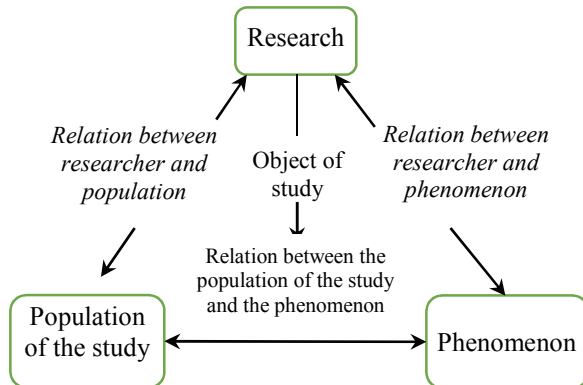 Research
Relation between
researcher and
population
Object of
study
Relation between
researcher and
phenomenon
Relation between the
population of the study
and the phenomenon
Population
of the study
Phenomenon